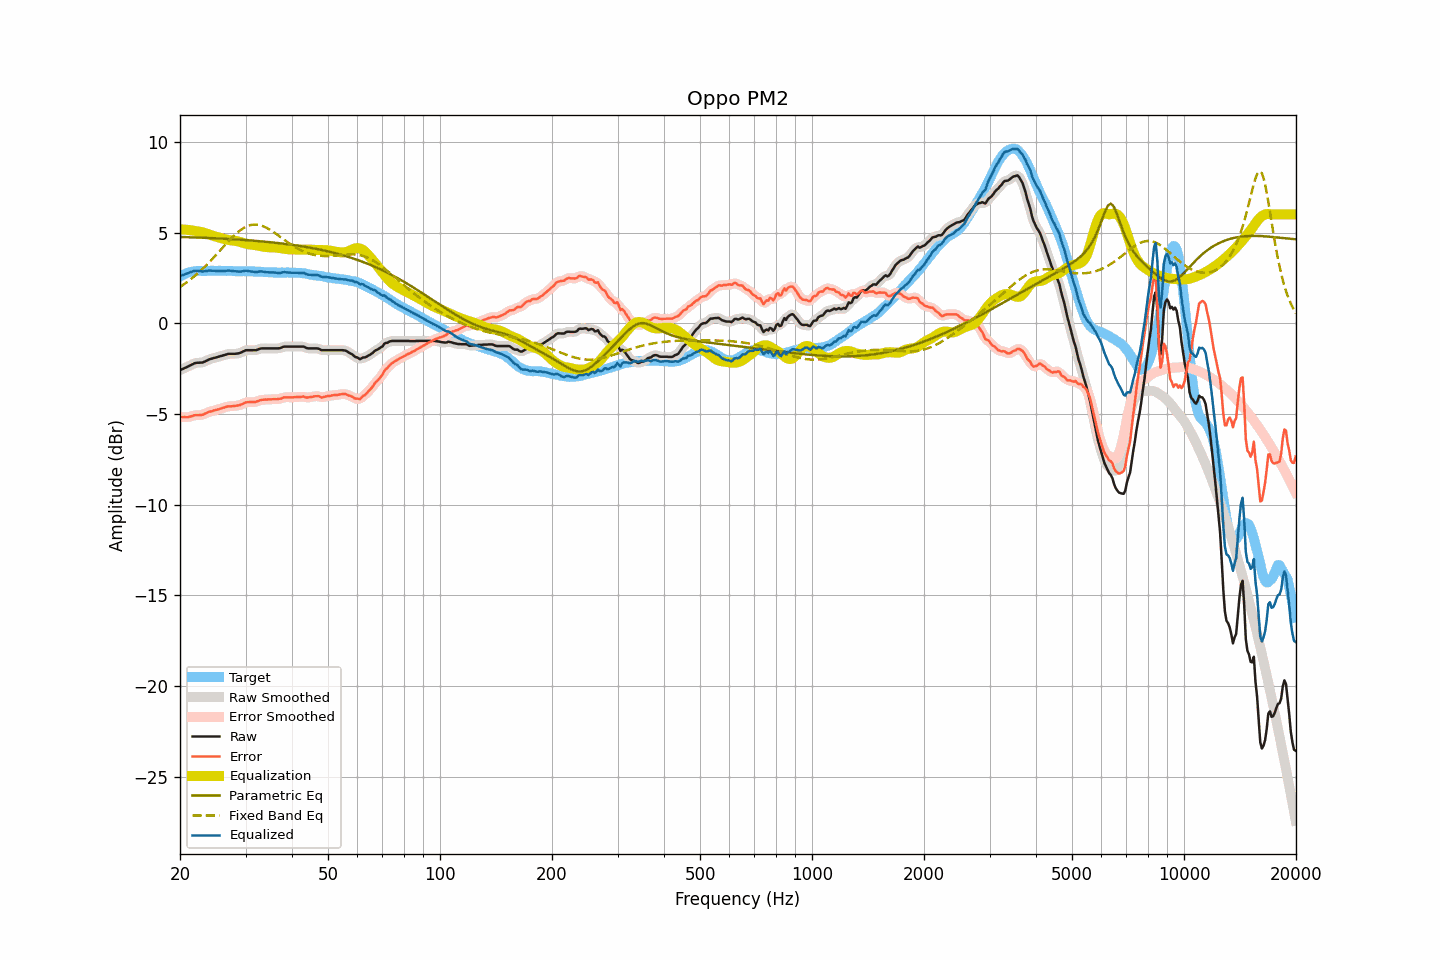 Oppo PM2
10
5
0
−5
−10
−15
−20
−25
Amplitude (dBr)
Target
Raw Smoothed
Error Smoothed
Raw
Error
Equalization
Parametric Eq
Fixed Band Eq
Equalized
20 50 100 200 500 1000 2000 5000 10000 20000
Frequency (Hz)